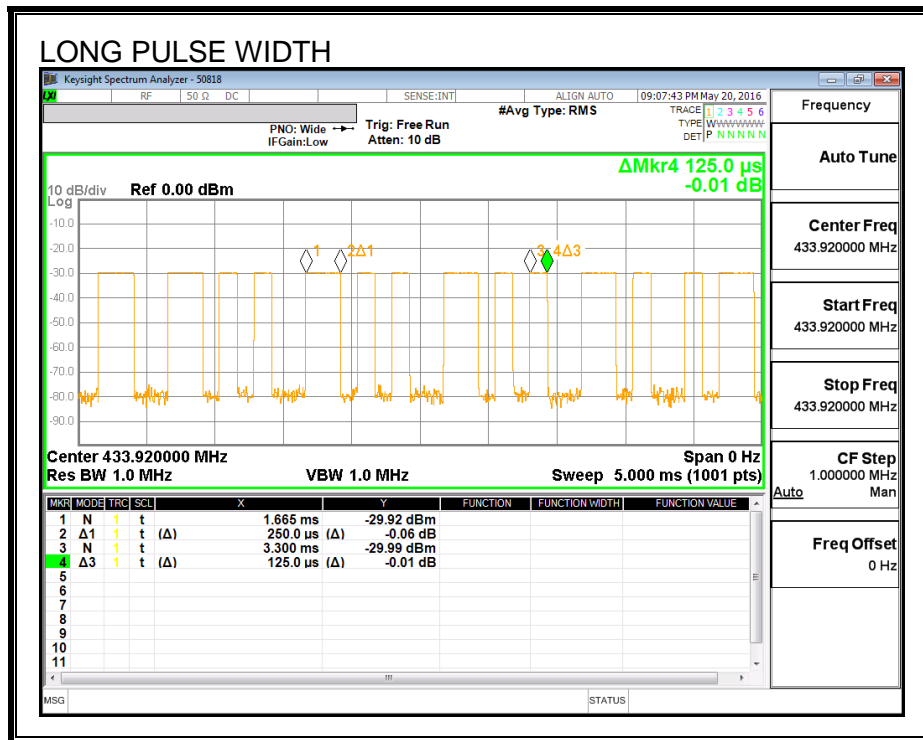 LONG PULSE WIDTH
Keysight Spectrum Analyzer - 50818
LXI RF 50 Ω DC SENSE:INT ALIGN AUTO 09:07:43 PM May 20, 2016
Frequency
#Avg Type: RMS
TRACE 1 2 3 4 5 6
PNO: Wide Trig: Free Run
TYPE WWWWWWW
IFGain:Low Atten: 10 dB
DET P N N N N N
Auto Tune
ΔMkr4 125.0 µs
-0.01 dB
10 dB/div Ref 0.00 dBm
Log
-10.0
-20.0
-30.0
-40.0
-50.0
-60.0
-70.0
-80.0
-90.0
1 2Δ1 3 4Δ3
Center Freq
433.920000 MHz
Start Freq
433.920000 MHz
Stop Freq
433.920000 MHz
Center 433.920000 MHz Span 0 Hz
Res BW 1.0 MHz VBW 1.0 MHz Sweep 5.000 ms (1001 pts)
CF Step
1.000000 MHz
Auto Man
MKR MODE TRC SCL X Y FUNCTION FUNCTION WIDTH FUNCTION VALUE
1 N 1 t 1.665 ms -29.92 dBm
2 Δ1 1 t (Δ) 250.0 µs (Δ) -0.06 dB
3 N 1 t 3.300 ms -29.99 dBm
4 Δ3 1 t (Δ) 125.0 µs (Δ) -0.01 dB
5
6
7
8
9
10
11
Freq Offset
0 Hz
MSG STATUS